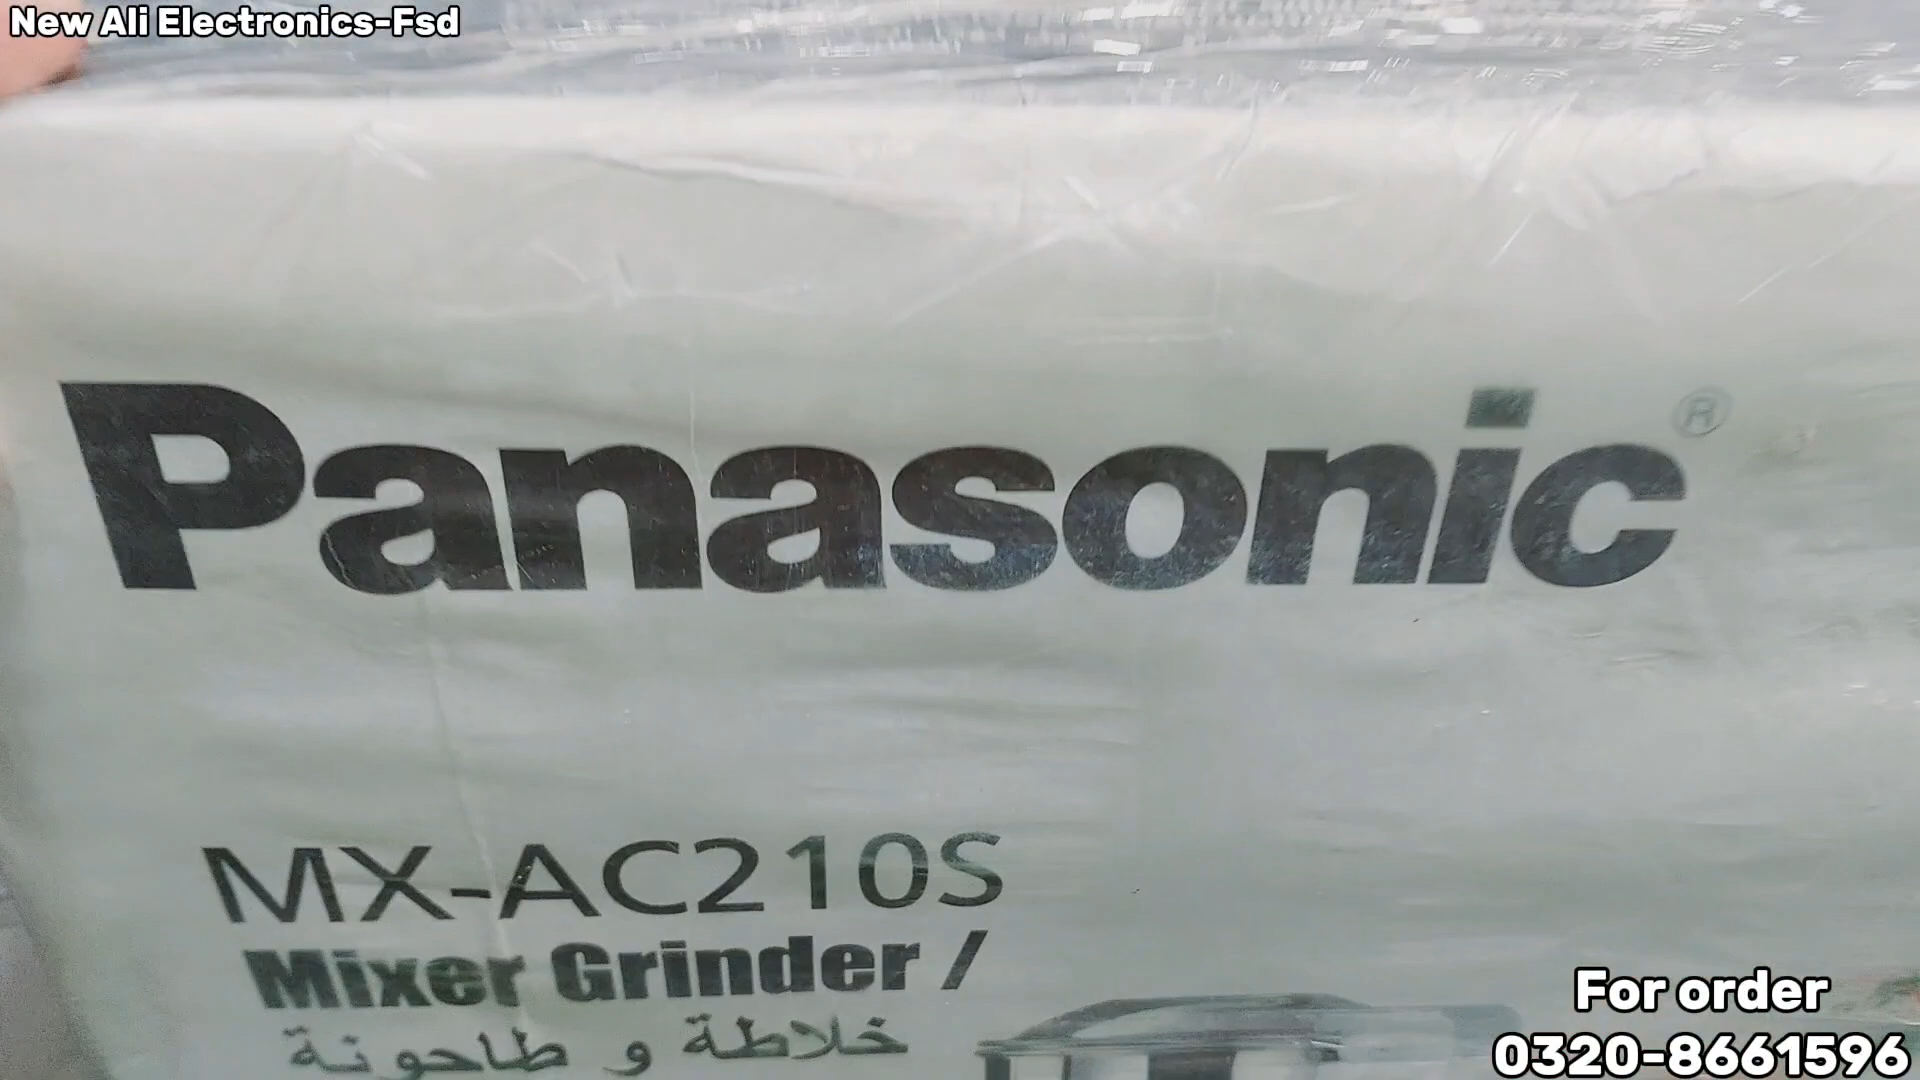 New Ali Electronics-Fsd
Panasonic®
MX-AC210S
Mixer Grinder /
خلاطة و طاحونة
For order
0320-8661596